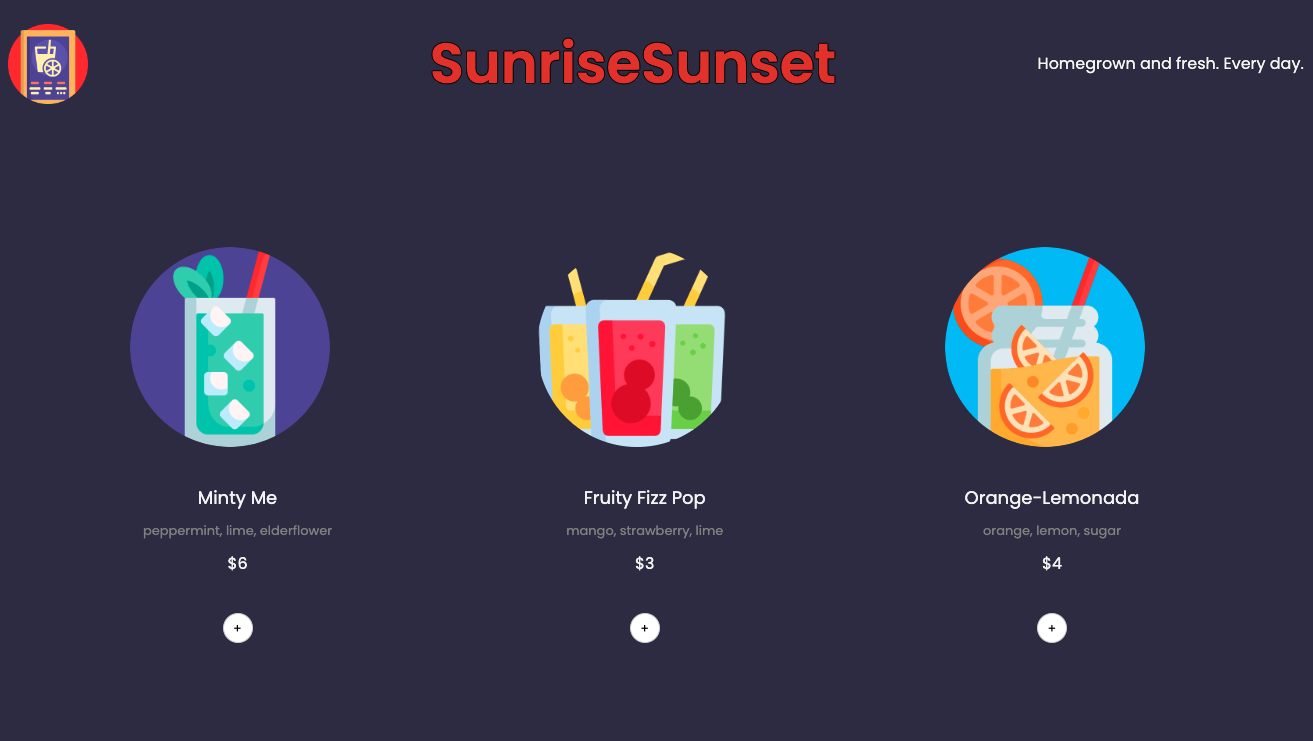 SunriseSunset
Homegrown and fresh. Every day.
Minty Me
peppermint, lime, elderflower
$6
+
Fruity Fizz Pop
mango, strawberry, lime
$3
+
Orange-Lemonada
orange, lemon, sugar
$4
+